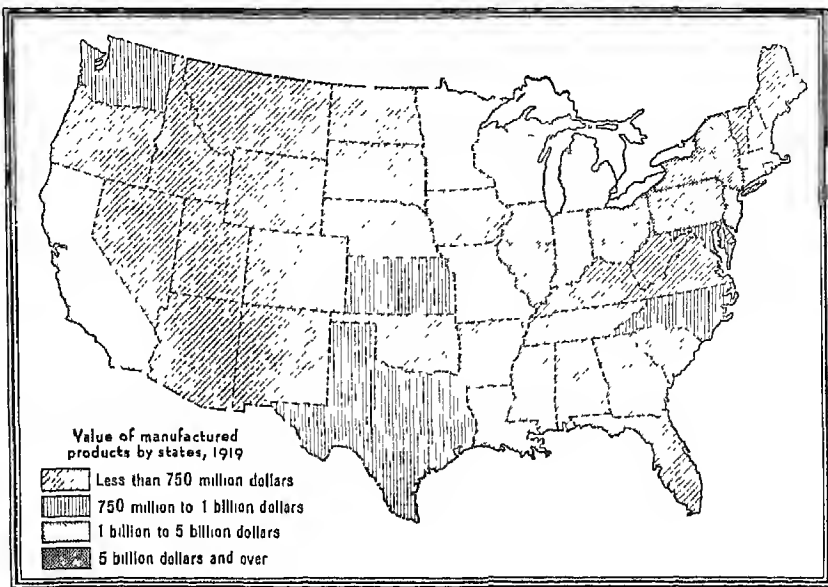 Value of manufactured
products by states, 1919
Less than 750 million dollars
750 million to 1 billion dollars
1 billion to 5 billion dollars
5 billion dollars and over